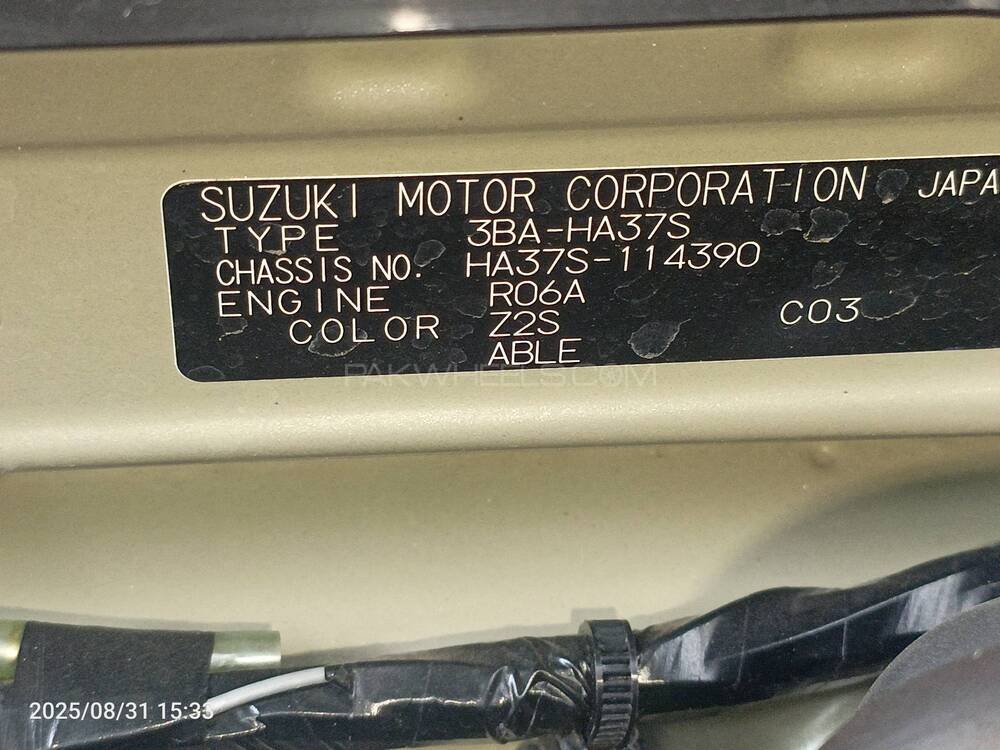 SUZUKI MOTOR CORPORATION JAPA
TYPE 3BA-HA37S
CHASSIS NO. HA37S-114390
ENGINE R06A
COLOR Z2S C03
ABLE
PAKWHEELS.COM
2025/08/31 15:33